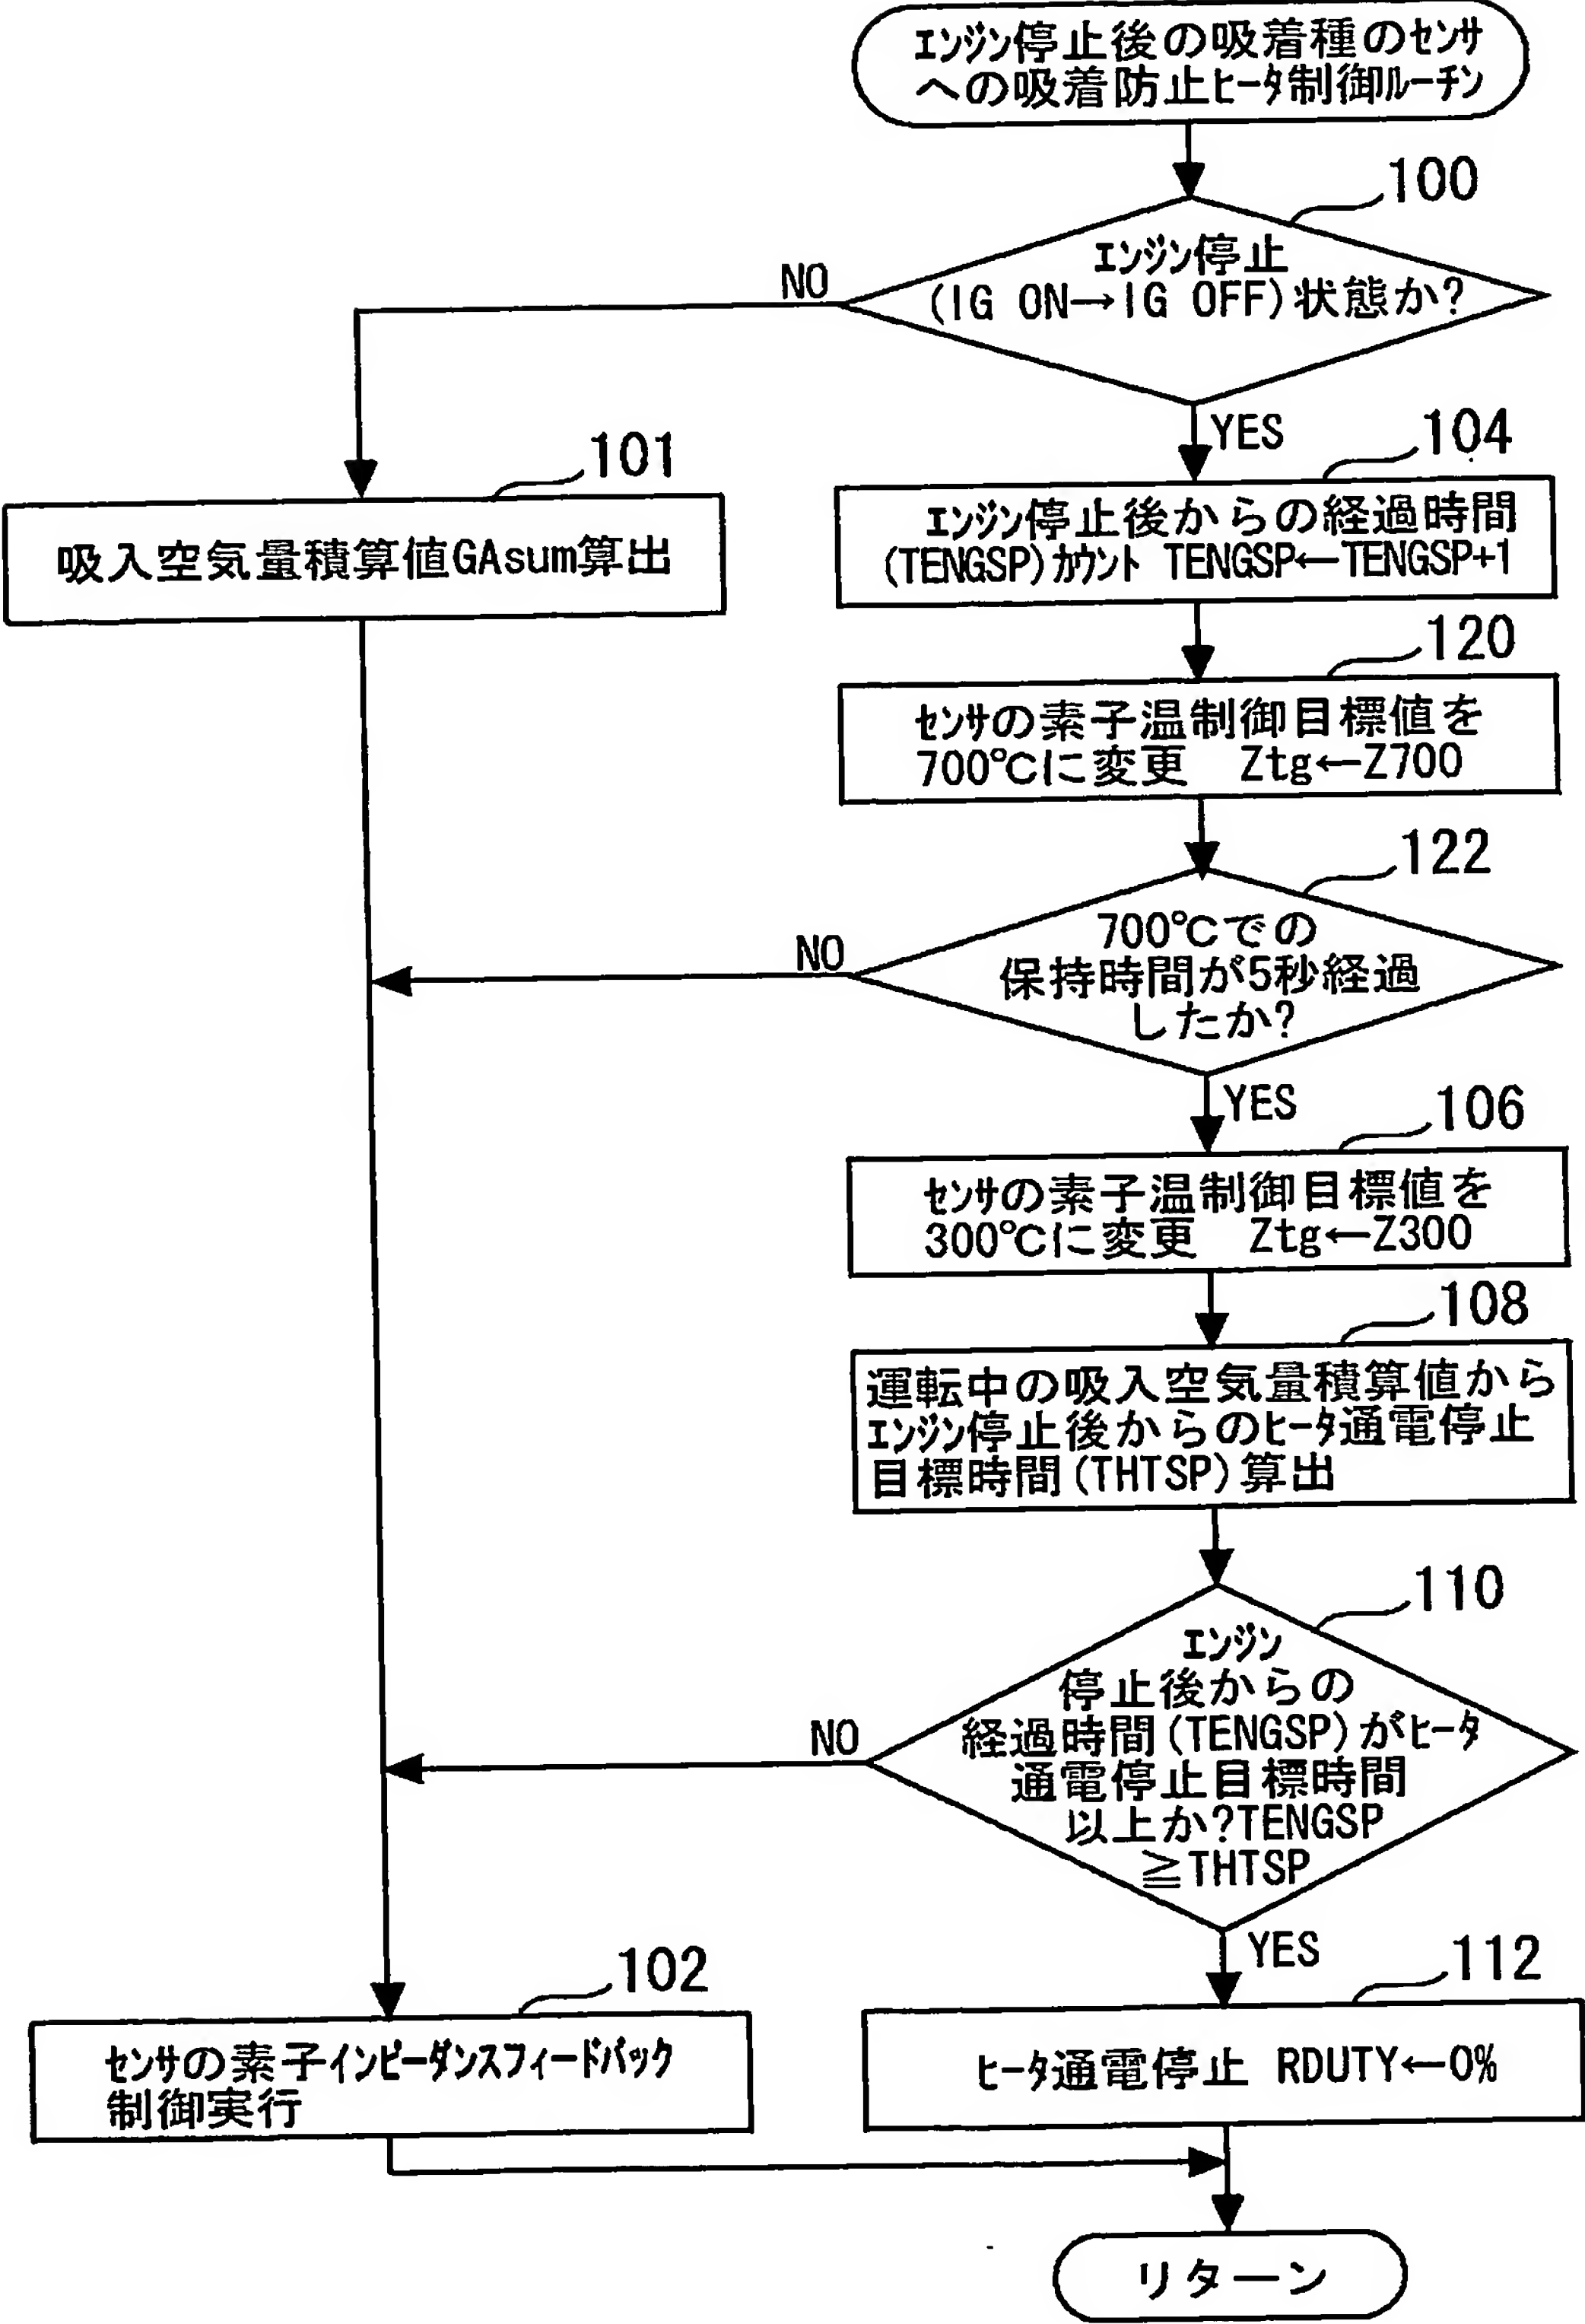 エンジン停止後の吸着種のセンサ
への吸着防止ヒータ制御ルーチン
100
エンジン停止
(IG ON→IG OFF)状態か?
NO
YES
101
吸入空気量積算値GAsum算出
104
エンジン停止後からの経過時間
(TENGSP)カウント TENGSP←TENGSP+1
120
センサの素子温制御目標値を
700℃に変更 Ztg←Z700
122
700℃での
保持時間が5秒経過
したか?
NO
YES
106
センサの素子温制御目標値を
300℃に変更 Ztg←Z300
108
運転中の吸入空気量積算値から
エンジン停止後からのヒータ通電停止
目標時間(THTSP)算出
110
エンジン
停止後からの
経過時間(TENGSP)がヒータ
通電停止目標時間
以上か?TENGSP
≧THTSP
NO
YES
102
センサの素子インピーダンスフィードバック
制御実行
112
ヒータ通電停止 RDUTY←0%
リターン